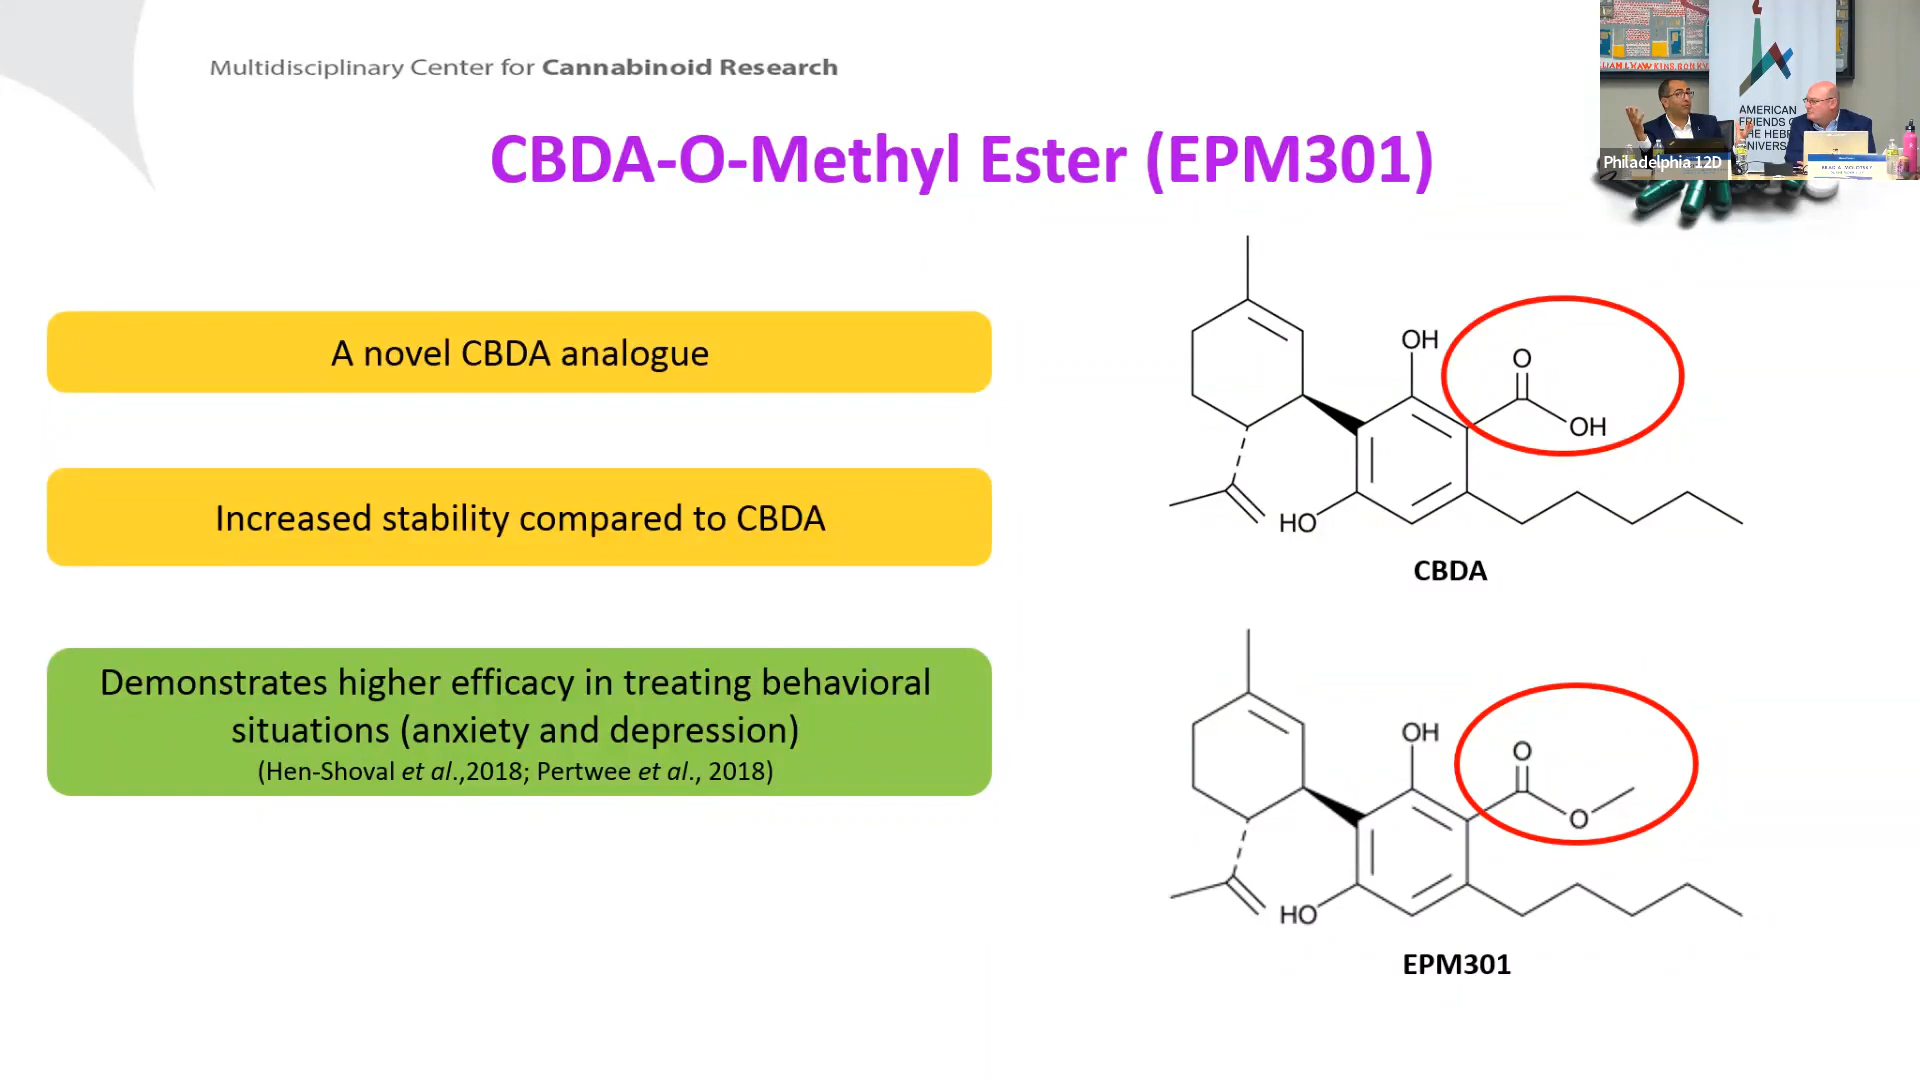 Multidisciplinary Center for Cannabinoid Research
CBDA-O-Methyl Ester (EPM301)
A novel CBDA analogue
Increased stability compared to CBDA
Demonstrates higher efficacy in treating behavioral
situations (anxiety and depression)
(Hen-Shoval et al.,2018; Pertwee et al., 2018)
OH
O
OH
HO
CBDA
OH
O
O
HO
EPM301
AMERICAN
FRIENDS
HEBR
Philadelphia 12D